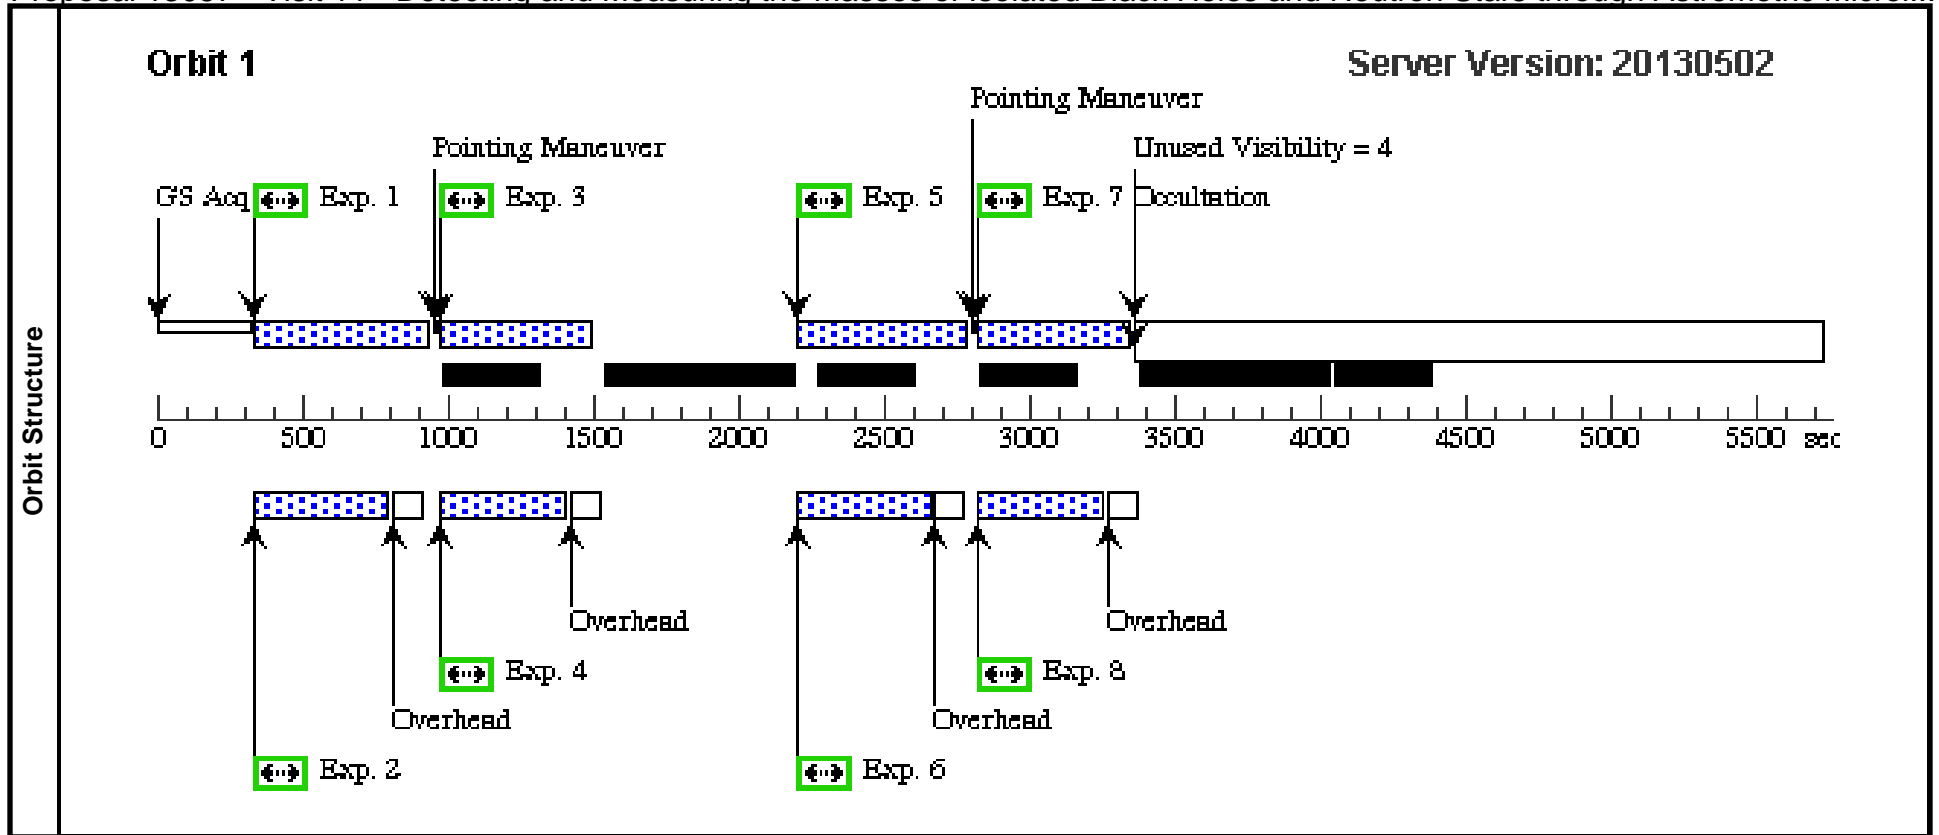 Orbit Structure
Orbit 1
Server Version: 20130502
Pointing Maneuver
Pointing Maneuver
Unused Visibility = 4
GS Acq
Exp. 1
Exp. 3
Exp. 5
Exp. 7
Occultation
0 500 1000 1500 2000 2500 3000 3500 4000 4500 5000 5500 sec
Overhead
Overhead
Exp. 4
Exp. 8
Overhead
Overhead
Exp. 2
Exp. 6